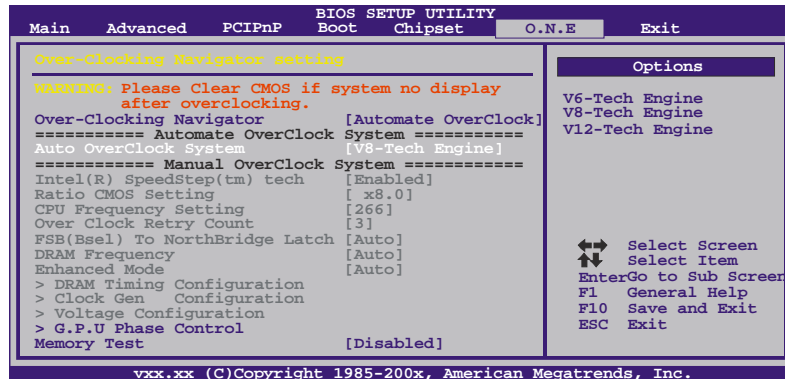 BIOS SETUP UTILITY
Main Advanced PCIPnP Boot Chipset O.N.E Exit
Over-Clocking Navigator setting
WARNING: Please Clear CMOS if system no display
after overclocking.
Over-Clocking Navigator [Automate OverClock]
=========== Automate OverClock System ===========
Auto OverClock System [V8-Tech Engine]
============ Manual OverClock System ============
Intel(R) SpeedStep(tm) tech [Enabled]
Ratio CMOS Setting [ x8.0]
CPU Frequency Setting [266]
Over Clock Retry Count [3]
FSB(Bsel) To NorthBridge Latch [Auto]
DRAM Frequency [Auto]
Enhanced Mode [Auto]
> DRAM Timing Configuration
> Clock Gen Configuration
> Voltage Configuration
> G.P.U Phase Control
Memory Test [Disabled]
Options
V6-Tech Engine
V8-Tech Engine
V12-Tech Engine
Select Screen
Select Item
EnterGo to Sub Screen
F1 General Help
F10 Save and Exit
ESC Exit
vxx.xx (C)Copyright 1985-200x, American Megatrends, Inc.